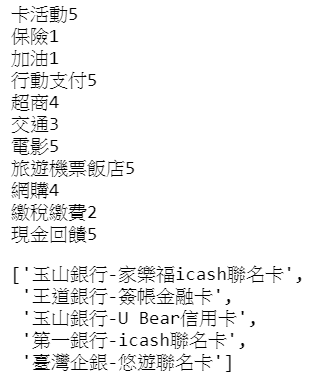 卡活動5
保險1
加油1
行動支付5
超商4
交通3
電影5
旅遊機票飯店5
網購4
繳稅繳費2
現金回饋5
['玉山銀行-家樂福icash聯名卡',
'王道銀行-簽帳金融卡',
'玉山銀行-U Bear信用卡',
'第一銀行-icash聯名卡',
'臺灣企銀-悠遊聯名卡']